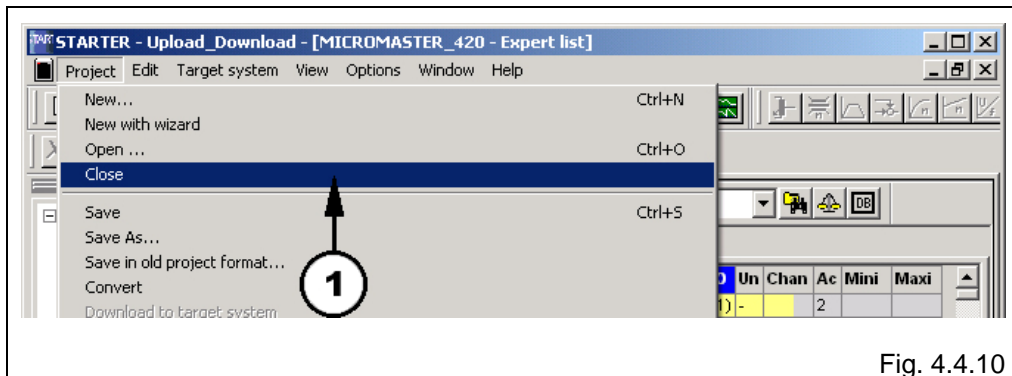 STARTER - Upload_Download - [MICROMASTER_420 - Expert list]
Project Edit Target system View Options Window Help
New... Ctrl+N
New with wizard
Open ... Ctrl+O
Close
Save Ctrl+S
Save As...
Save in old project format...
Convert
Download to target system
1
DB
Un Chan Ac Mini Maxi
1) - 2
Fig. 4.4.10